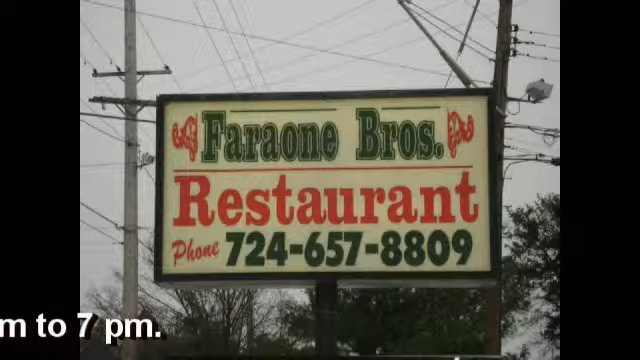 Faraone Bros.
Restaurant
Phone 724-657-8809
m to 7 pm.